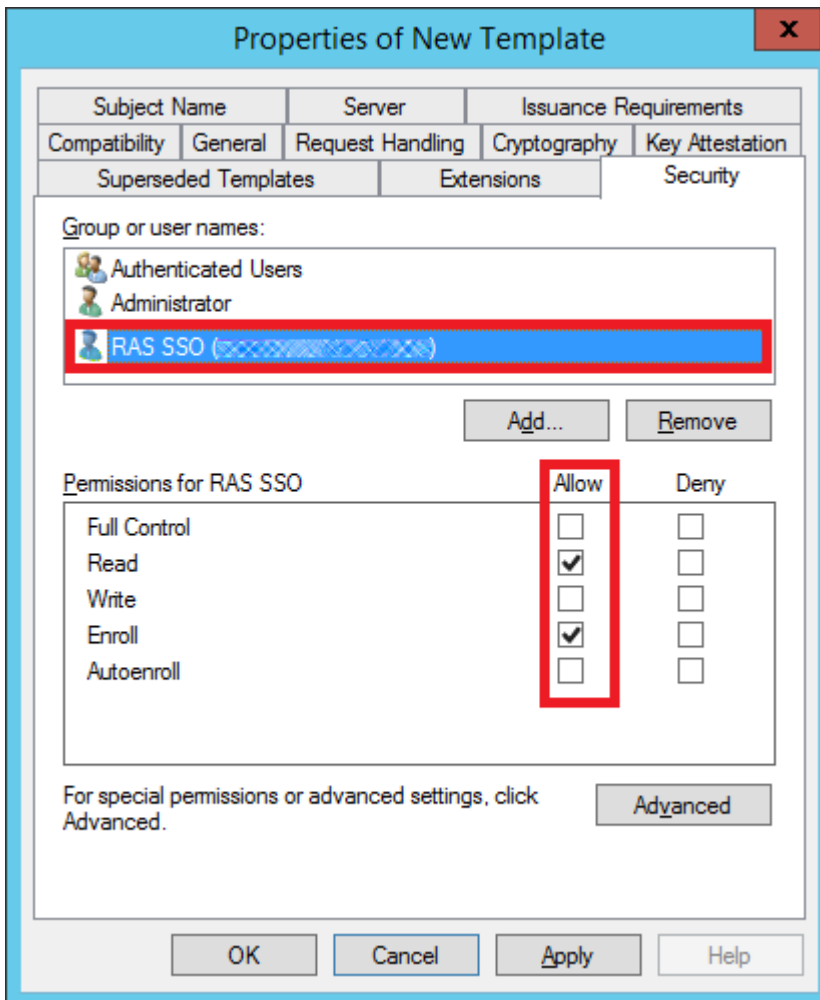 Properties of New Template
x
Subject Name Server Issuance Requirements
Compatibility General Request Handling Cryptography Key Attestation
Superseded Templates Extensions Security
Group or user names:
Authenticated Users
Administrator
RAS SSO (
)
Add... Remove
Permissions for RAS SSO Allow Deny
Full Control
Read
Write
Enroll
Autoenroll
For special permissions or advanced settings, click
Advanced.
Advanced
OK Cancel Apply Help